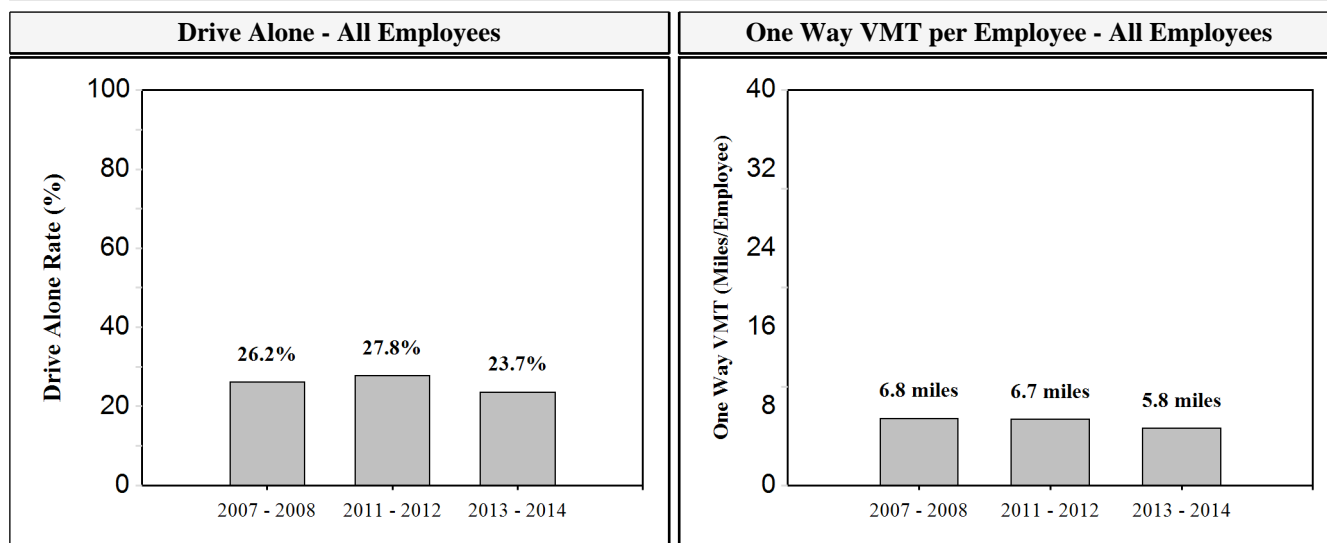 Drive Alone - All Employees
100
80
60
40
20
0
Drive Alone Rate (%)
26.2%
27.8%
23.7%
2007 - 2008
2011 - 2012
2013 - 2014
One Way VMT per Employee - All Employees
40
32
24
16
8
0
One Way VMT (Miles/Employee)
6.8 miles
6.7 miles
5.8 miles
2007 - 2008
2011 - 2012
2013 - 2014